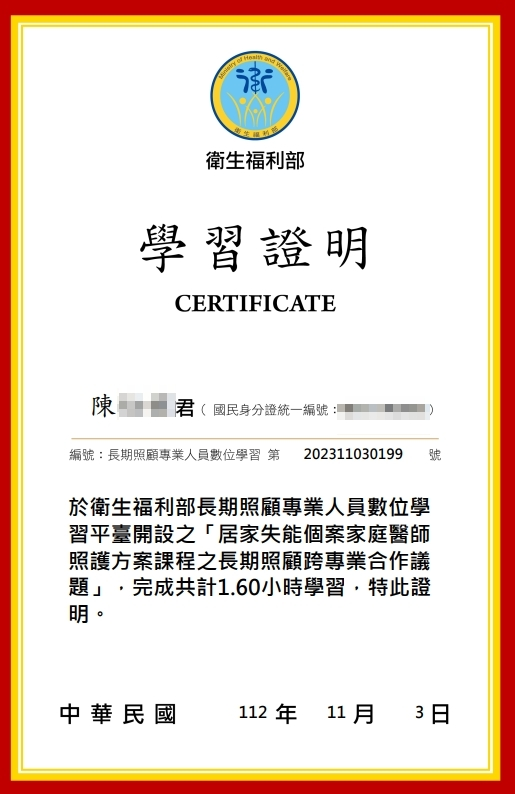 Ministry of Health and Welfare
衛生福利部
衛生福利部
學習證明
CERTIFICATE
陳 君（ 國民身分證統一編號： ）
編號：長期照顧專業人員數位學習 第 202311030199 號
於衛生福利部長期照顧專業人員數位學
習平臺開設之「居家失能個案家庭醫師
照護方案課程之長期照顧跨專業合作議
題」，完成共計1.60小時學習，特此證
明。
中華民國 112 年 11 月 3 日